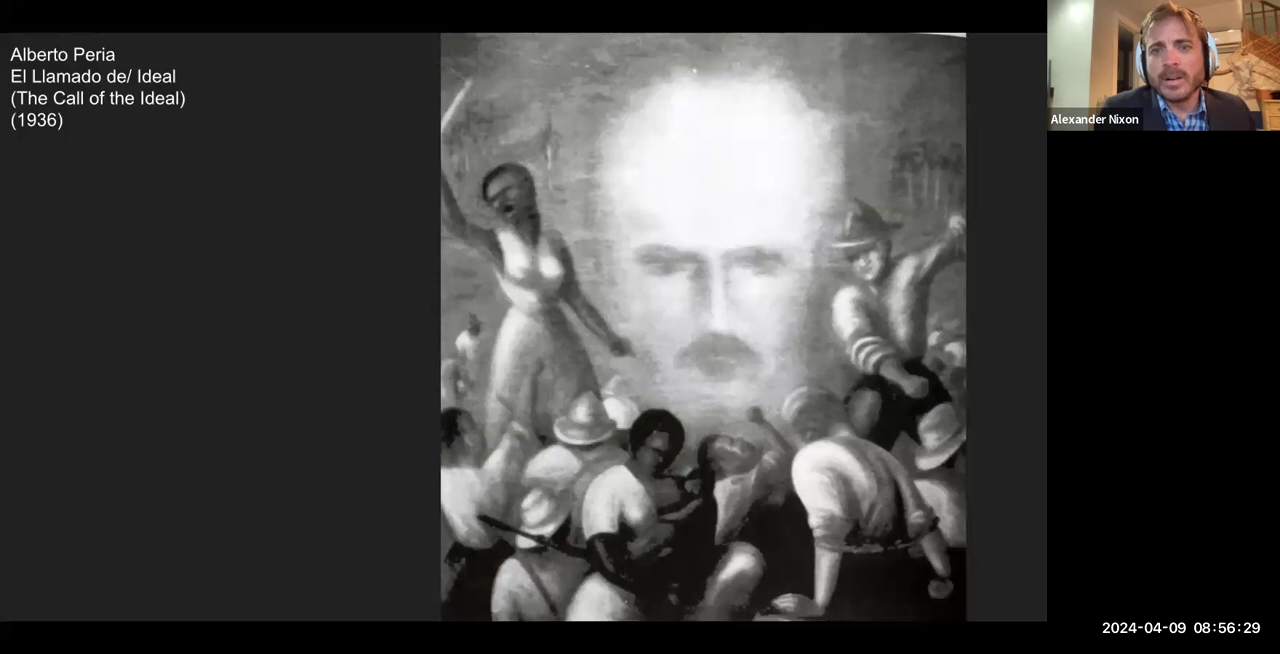 Alberto Peria
El Llamado de/ Ideal
(The Call of the Ideal)
(1936)
Alexander Nixon
2024-04-09 08:56:29